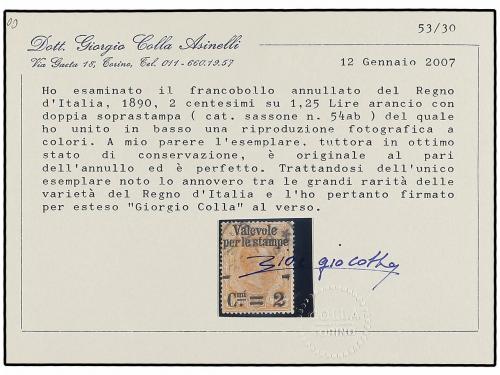 53/30
Dott. Giorgio Colla Asinelli
Via Gaeta 18, Torino, Tel. 011-660.19.57
12 Gennaio 2007
Ho esaminato il francobollo annullato del Regno
d'Italia, 1890, 2 centesimi su 1,25 Lire arancio con
doppia soprastampa ( cat. sassone n. 54ab ) del quale
ho unito in basso una riproduzione fotografica a
colori. A mio parere l'esemplare, tuttora in ottimo
stato di conservazione, è originale al pari
dell'annullo ed è perfetto. Trattandosi dell'unico
esemplare noto lo annovero tra le grandi rarità delle
varietà del Regno d'Italia e l'ho pertanto firmato
per esteso "Giorgio Colla" al verso.
Valevole
per le stampe
Cmi = 2
COLLA
TORINO